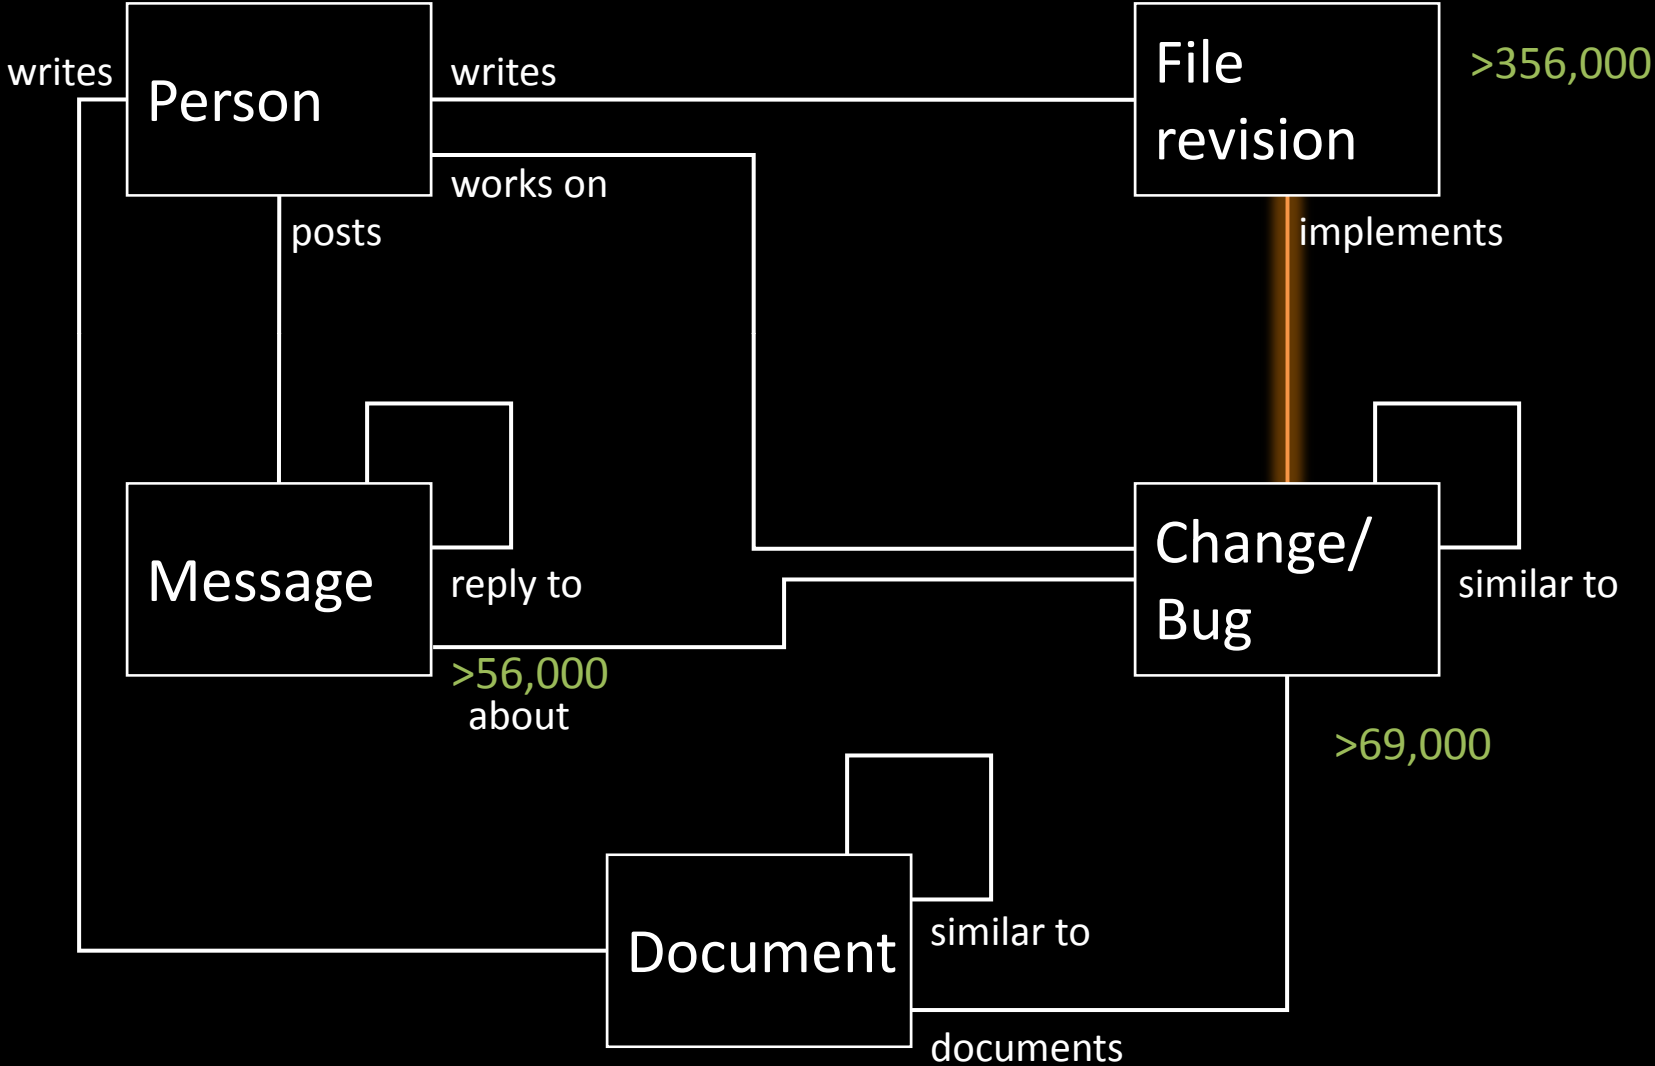 writes
Person
writes
works on
posts
File
revision
>356,000
implements
Message
reply to
>56,000
about
Change/
Bug
similar to
>69,000
Document
similar to
documents